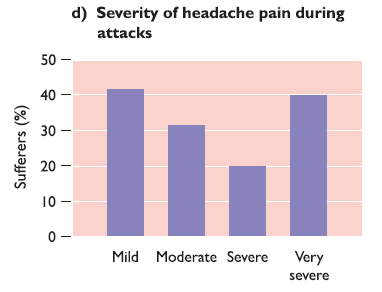 d) Severity of headache pain during
attacks
50
40
30
20
10
0
Sufferers (%)
Mild Moderate Severe Very
severe